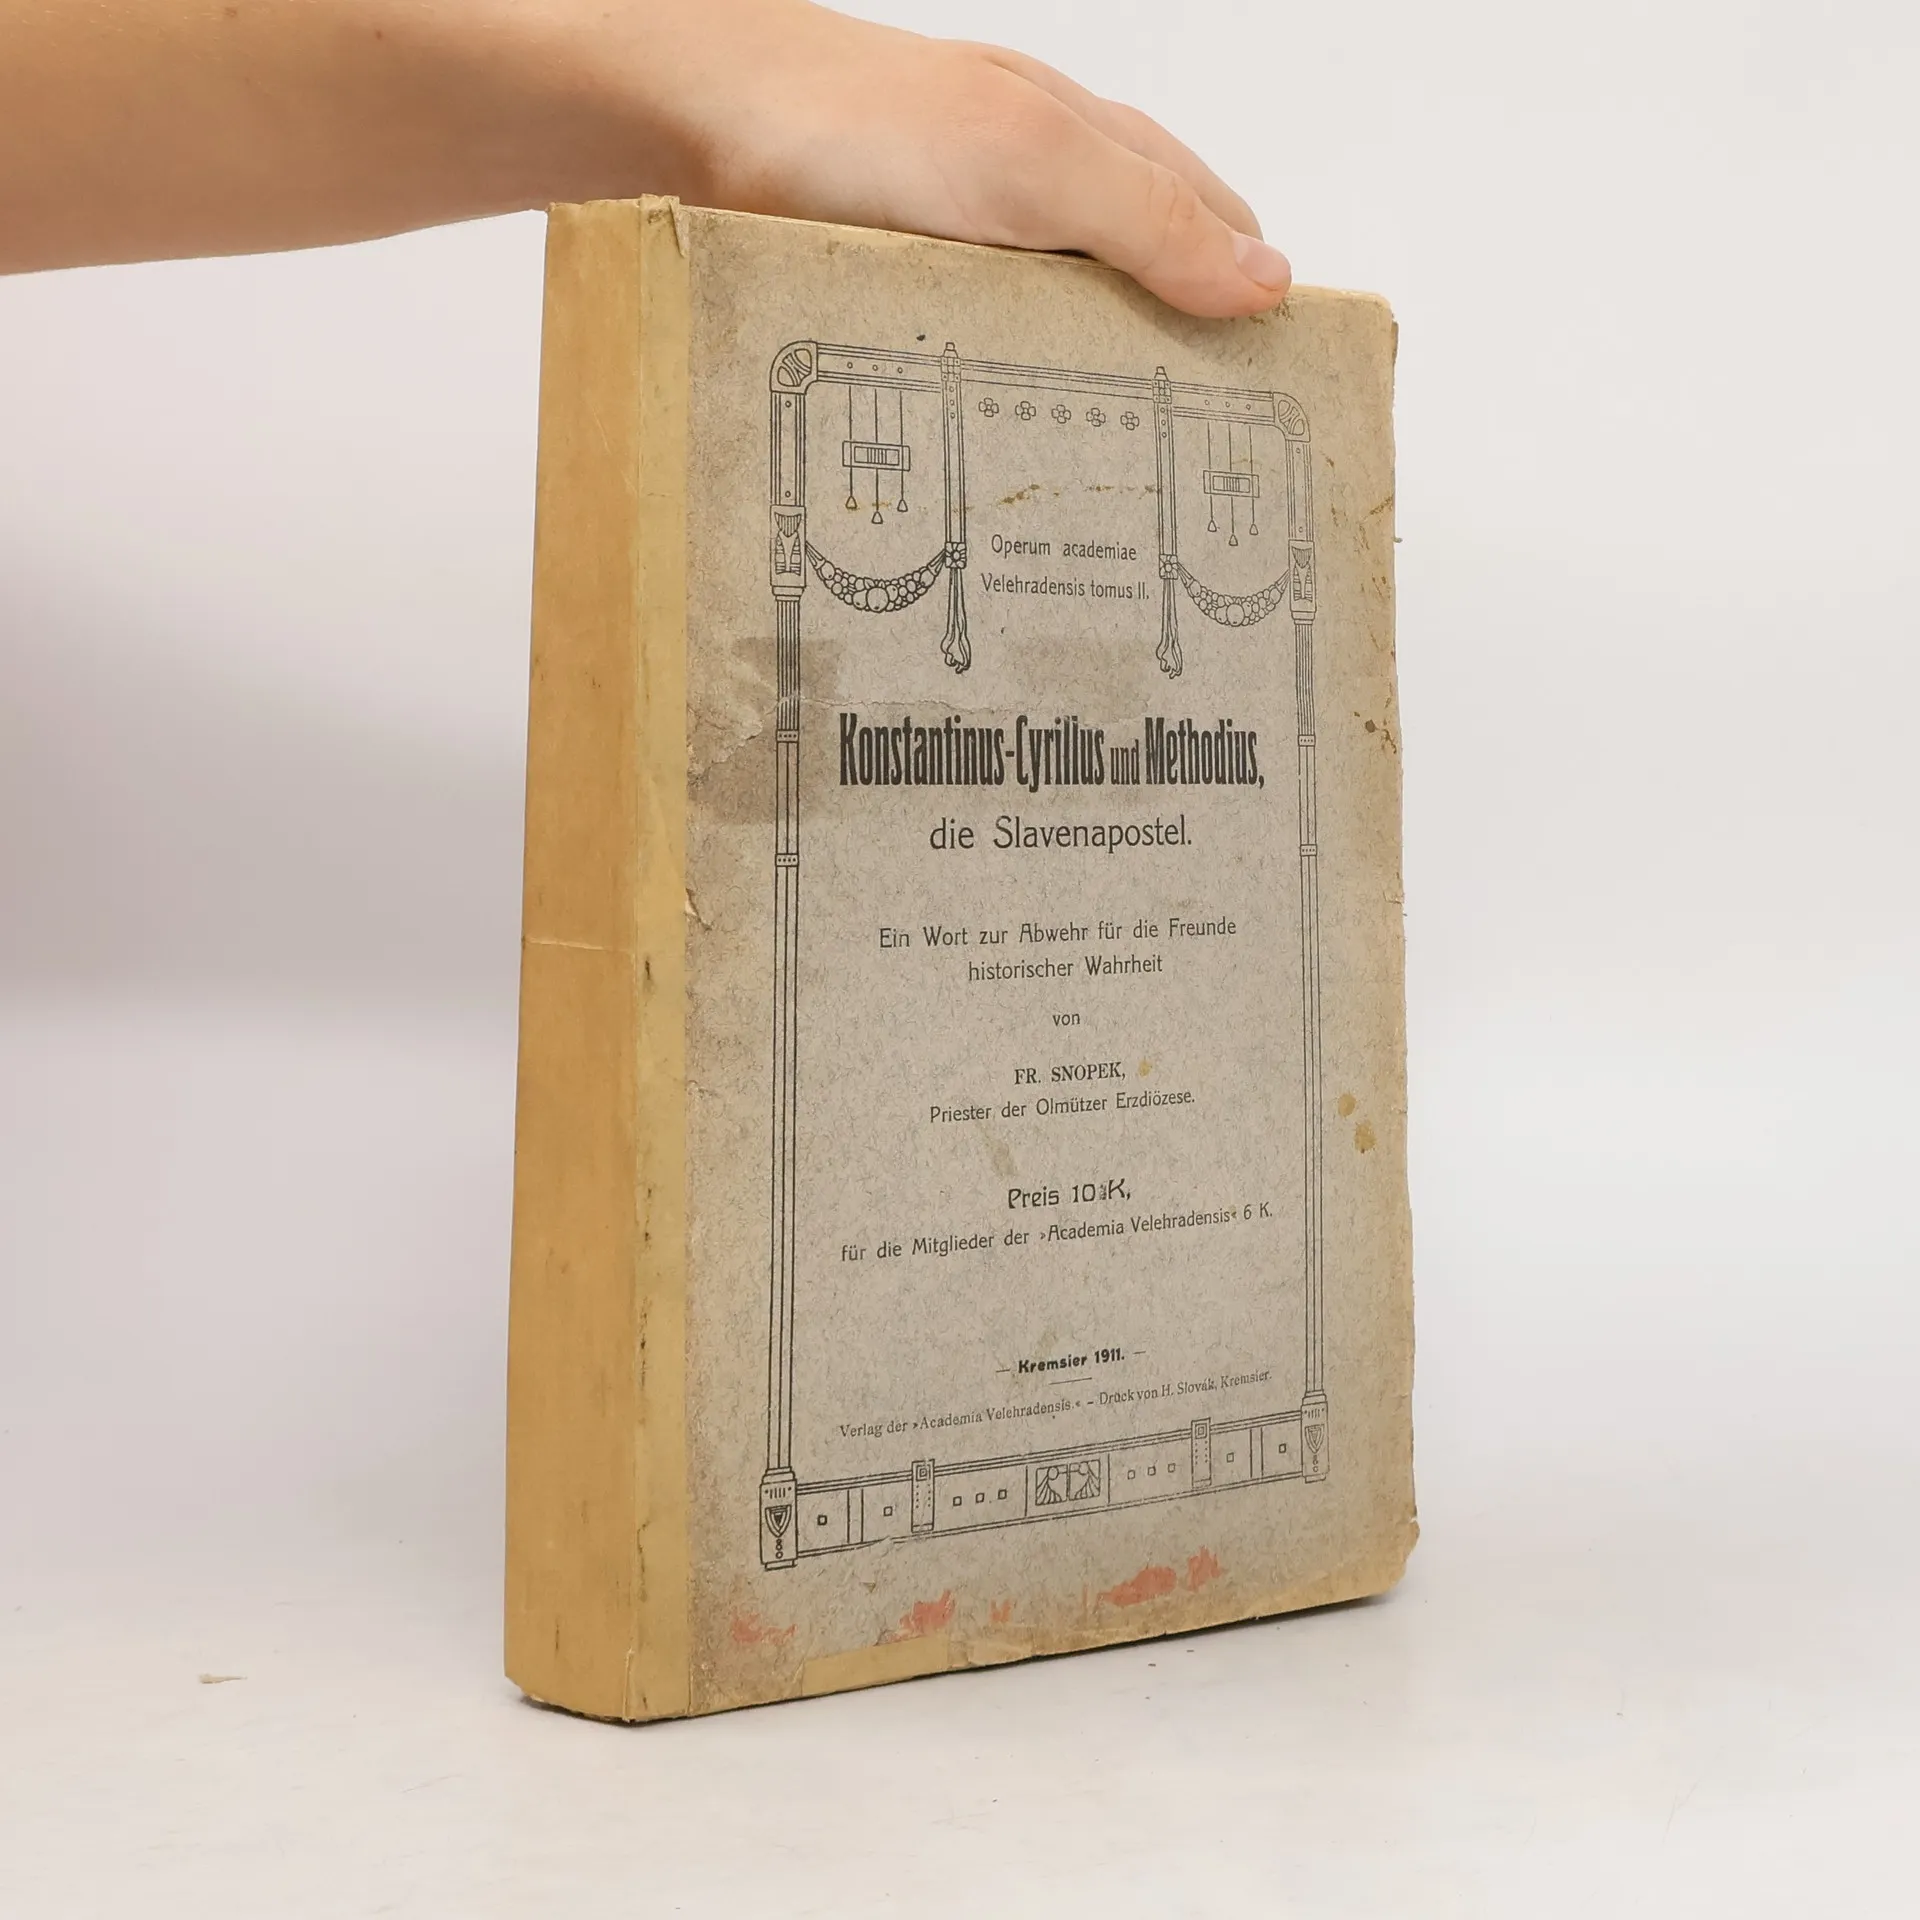 Operum academiae
Velehradensis tomus II.
Konstantinus-Cyrillus und Methodius,
die Slavenapostel.
Ein Wort zur Abwehr für die Freunde
historischer Wahrheit
von
FR. SNOPEK,
Priester der Olmützer Erzdiözese.
Preis 10 K,
für die Mitglieder der »Academia Velehradensis« 6 K.
— Kremsier 1911. —
Verlag der »Academia Velehradensis.« – Druck von H. Slovák, Kremsier.